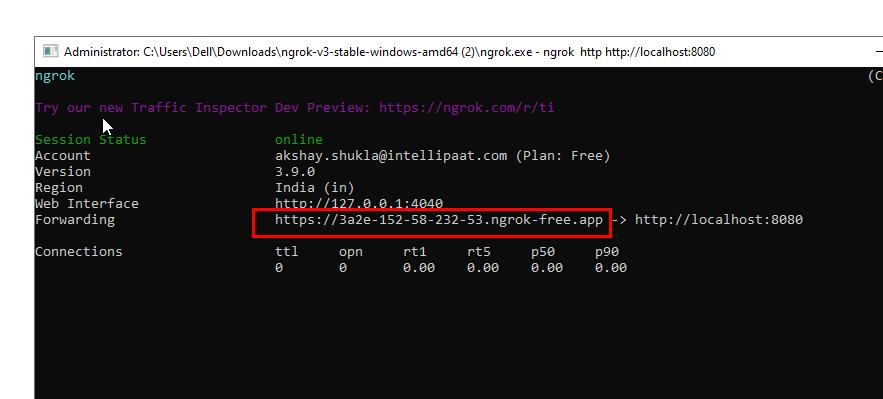 Administrator: C:\Users\Dell\Downloads\ngrok-v3-stable-windows-amd64 (2)\ngrok.exe - ngrok http http://localhost:8080
ngrok (C
Try our new Traffic Inspector Dev Preview: https://ngrok.com/r/ti
Session Status online
Account akshay.shukla@intellipaat.com (Plan: Free)
Version 3.9.0
Region India (in)
Web Interface http://127.0.0.1:4040
Forwarding https://3a2e-152-58-232-53.ngrok-free.app -> http://localhost:8080
Connections ttl opn rt1 rt5 p50 p90
0 0 0.00 0.00 0.00 0.00